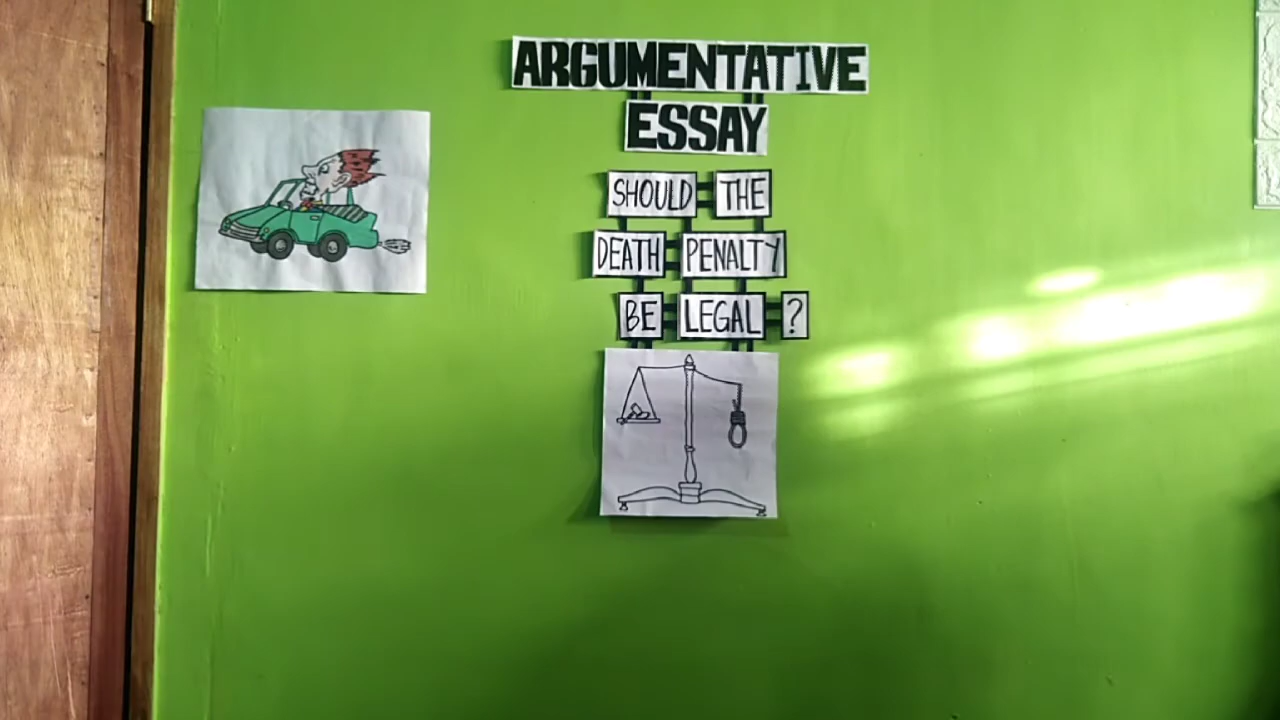 ARGUMENTATIVE
ESSAY
SHOULD THE
DEATH PENALTY
BE LEGAL ?